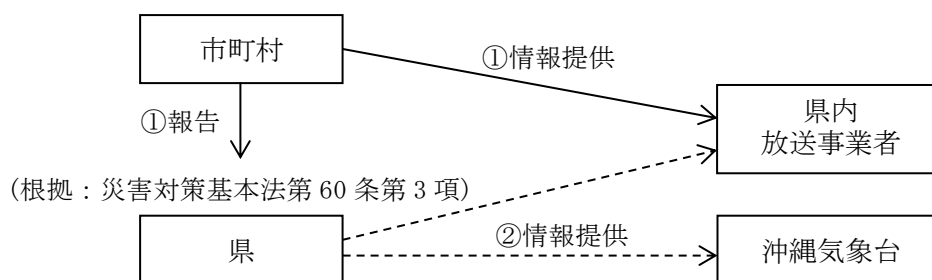 市町村
①情報提供
①報告
県内
放送事業者
(根拠：災害対策基本法第 60 条第 3 項)
県
②情報提供
沖縄気象台